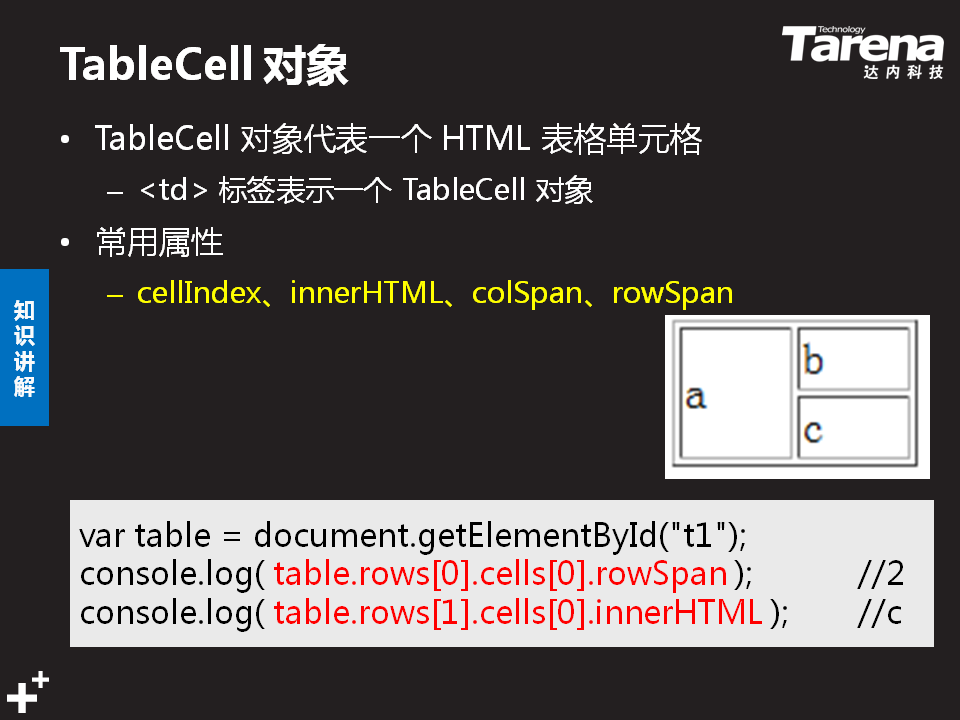 TableCell 对象
Technology
Tarena
达内科技
• TableCell 对象代表一个 HTML 表格单元格
– <td> 标签表示一个 TableCell 对象
• 常用属性
– cellIndex、innerHTML、colSpan、rowSpan
知识讲解
a
b
c
var table = document.getElementById("t1");
console.log( table.rows[0].cells[0].rowSpan ); //2
console.log( table.rows[1].cells[0].innerHTML ); //c